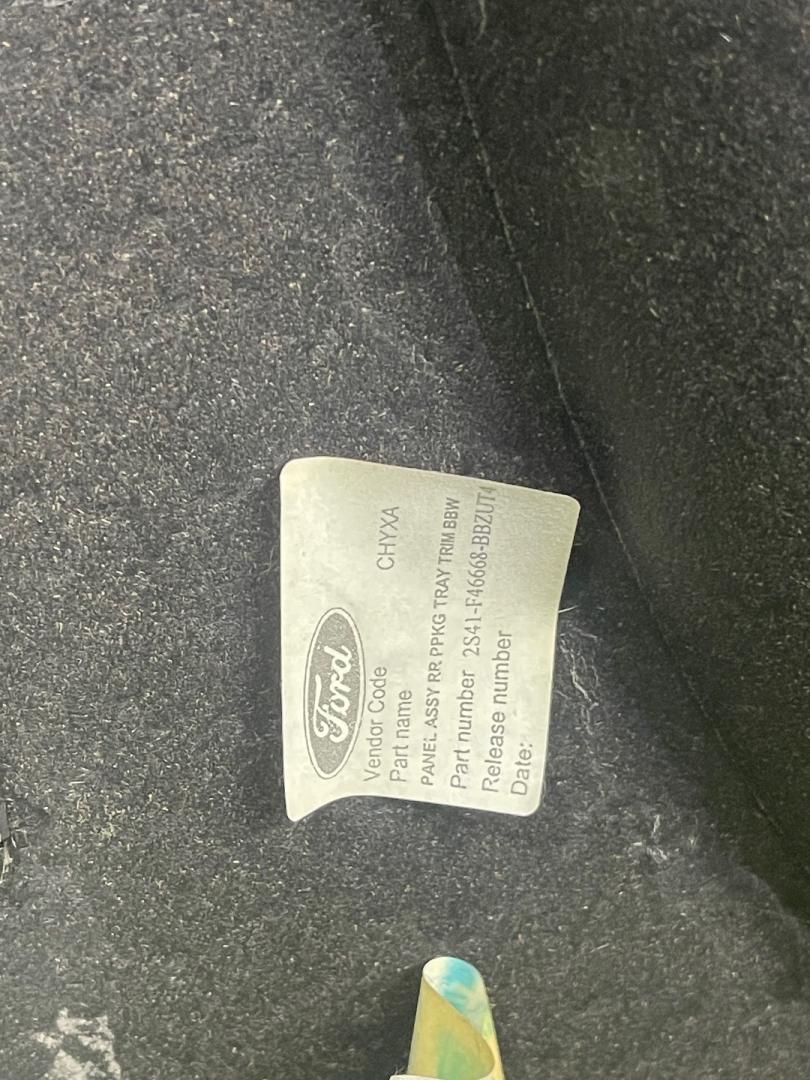 Ford
Vendor Code CHYXA
Part name
PANEL ASSY RR PPKG TRAY TRIM BBW
Part number 2S41-F46668-BBZUT4
Release number
Date: